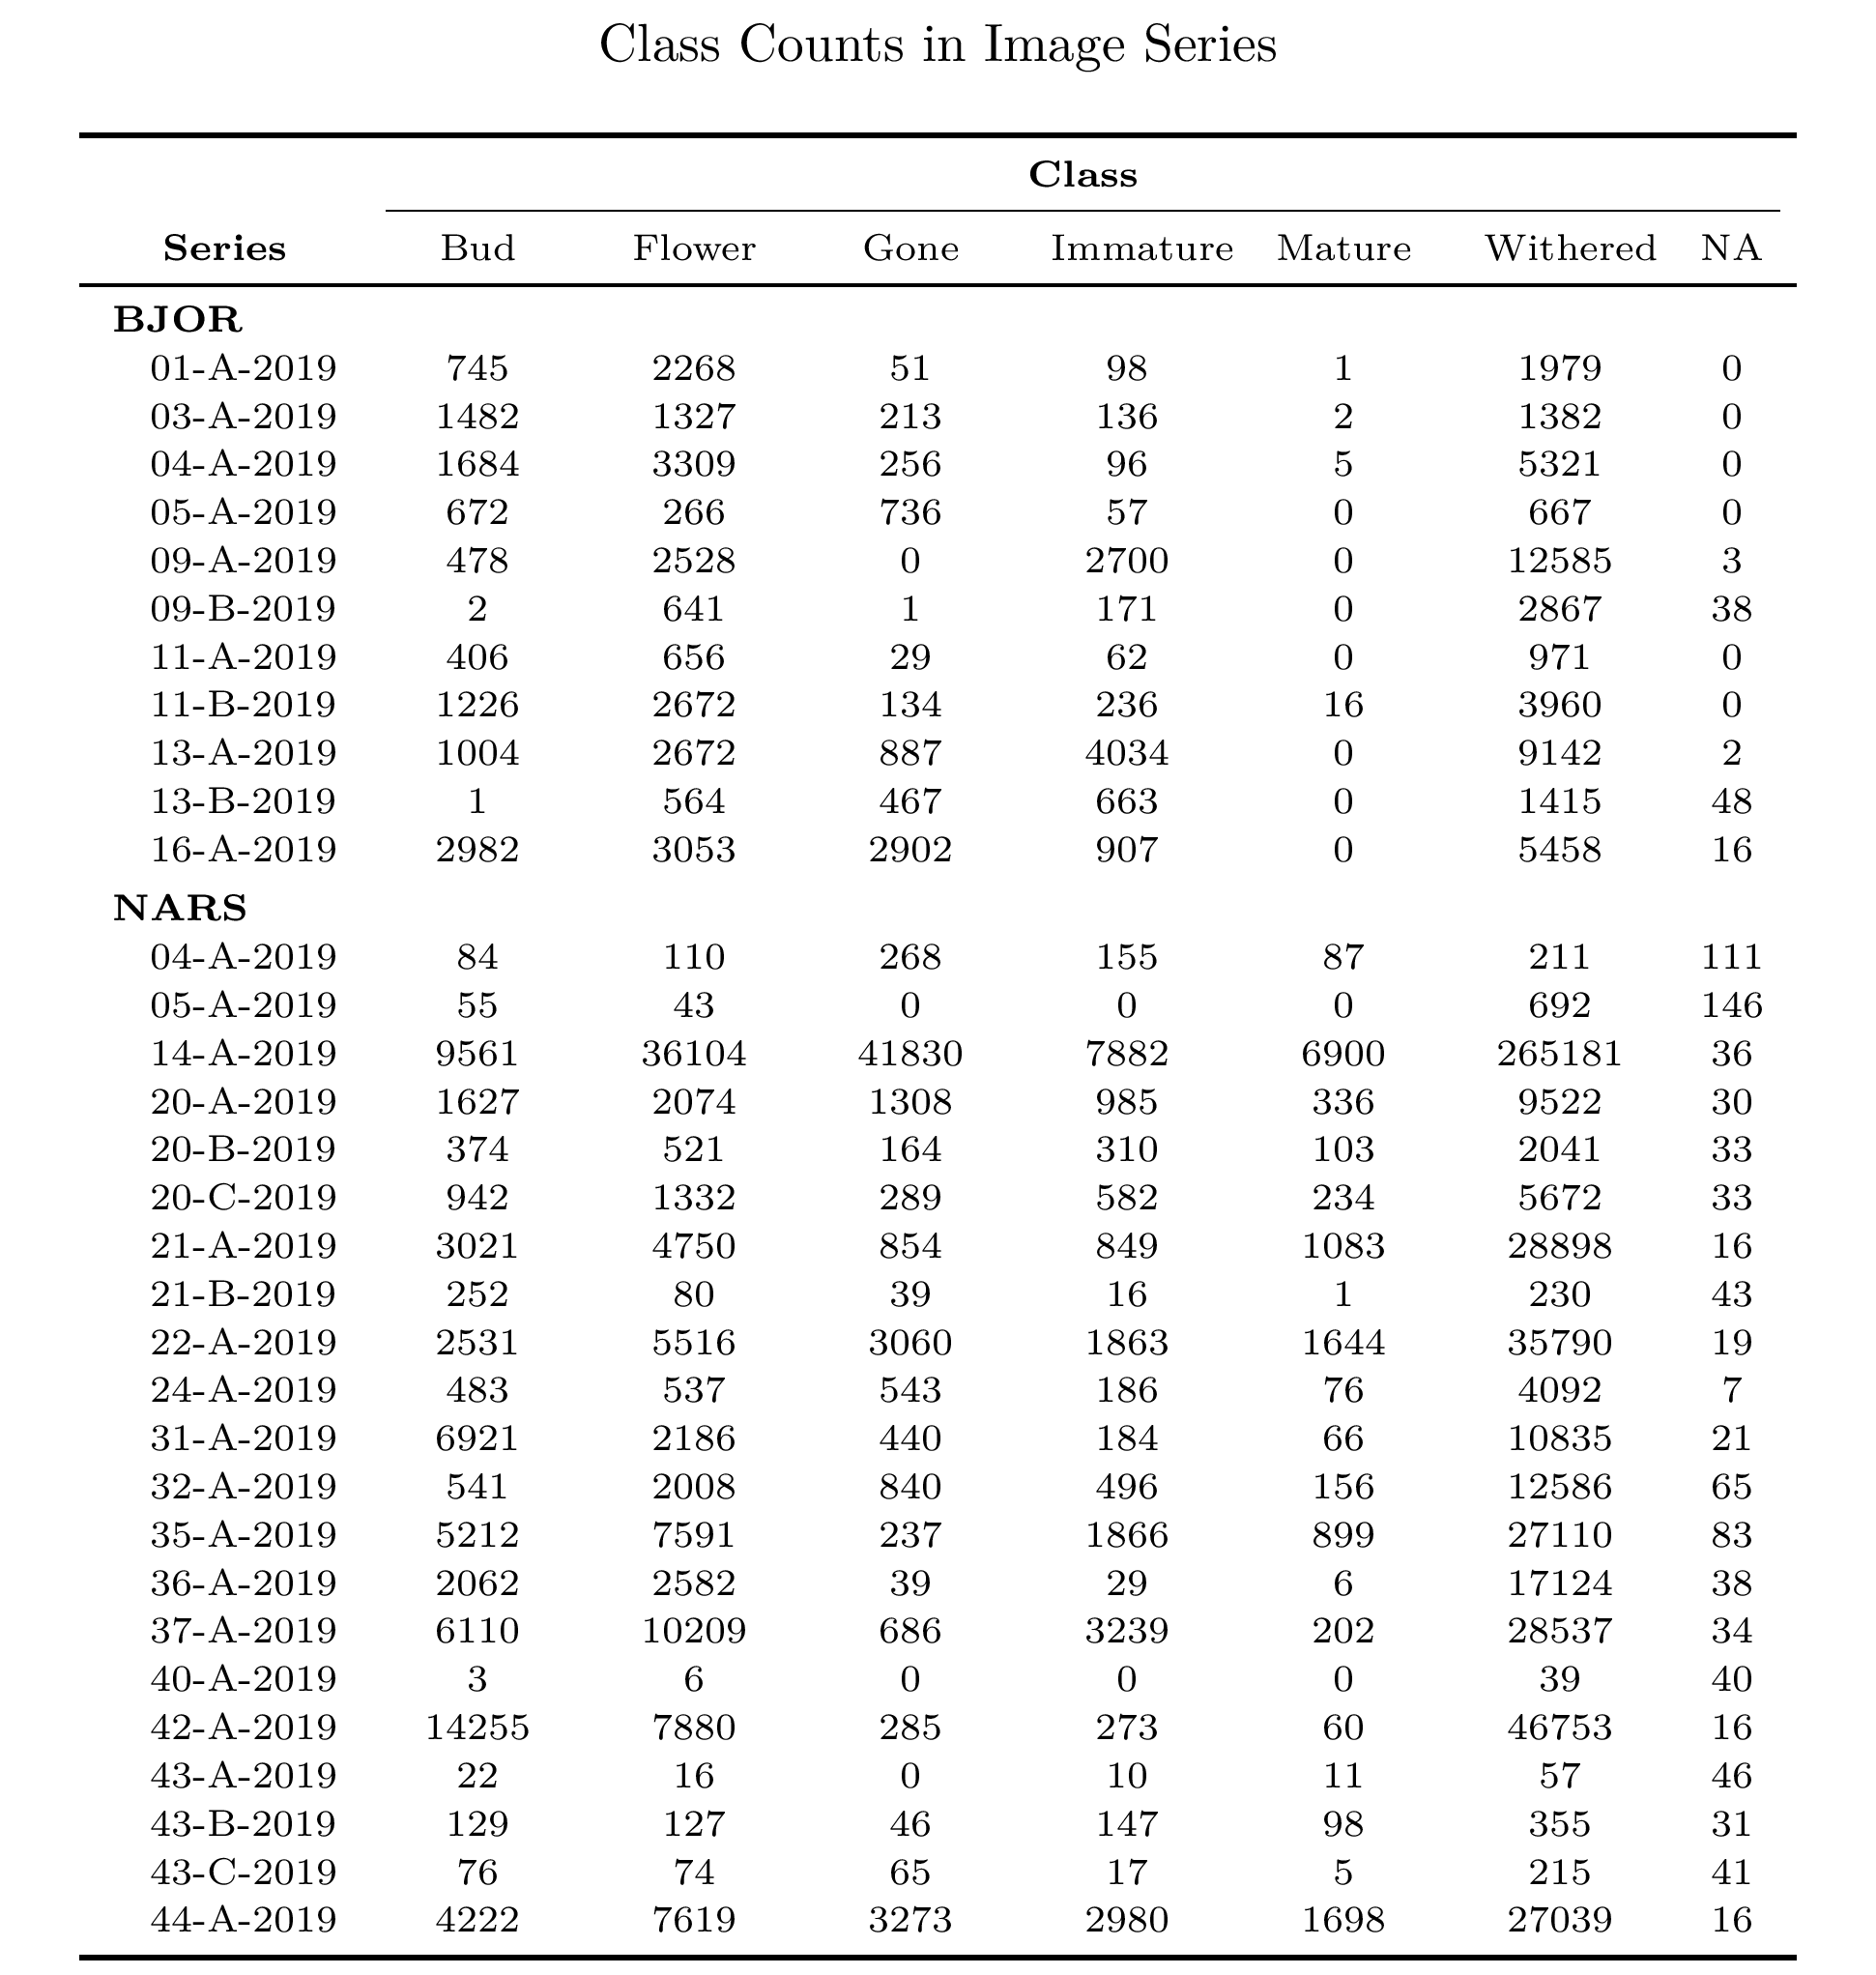 Class Counts in Image Series
Class
Series Bud Flower Gone Immature Mature Withered NA
BJOR
01-A-2019 745 2268 51 98 1 1979 0
03-A-2019 1482 1327 213 136 2 1382 0
04-A-2019 1684 3309 256 96 5 5321 0
05-A-2019 672 266 736 57 0 667 0
09-A-2019 478 2528 0 2700 0 12585 3
09-B-2019 2 641 1 171 0 2867 38
11-A-2019 406 656 29 62 0 971 0
11-B-2019 1226 2672 134 236 16 3960 0
13-A-2019 1004 2672 887 4034 0 9142 2
13-B-2019 1 564 467 663 0 1415 48
16-A-2019 2982 3053 2902 907 0 5458 16
NARS
04-A-2019 84 110 268 155 87 211 111
05-A-2019 55 43 0 0 0 692 146
14-A-2019 9561 36104 41830 7882 6900 265181 36
20-A-2019 1627 2074 1308 985 336 9522 30
20-B-2019 374 521 164 310 103 2041 33
20-C-2019 942 1332 289 582 234 5672 33
21-A-2019 3021 4750 854 849 1083 28898 16
21-B-2019 252 80 39 16 1 230 43
22-A-2019 2531 5516 3060 1863 1644 35790 19
24-A-2019 483 537 543 186 76 4092 7
31-A-2019 6921 2186 440 184 66 10835 21
32-A-2019 541 2008 840 496 156 12586 65
35-A-2019 5212 7591 237 1866 899 27110 83
36-A-2019 2062 2582 39 29 6 17124 38
37-A-2019 6110 10209 686 3239 202 28537 34
40-A-2019 3 6 0 0 0 39 40
42-A-2019 14255 7880 285 273 60 46753 16
43-A-2019 22 16 0 10 11 57 46
43-B-2019 129 127 46 147 98 355 31
43-C-2019 76 74 65 17 5 215 41
44-A-2019 4222 7619 3273 2980 1698 27039 16